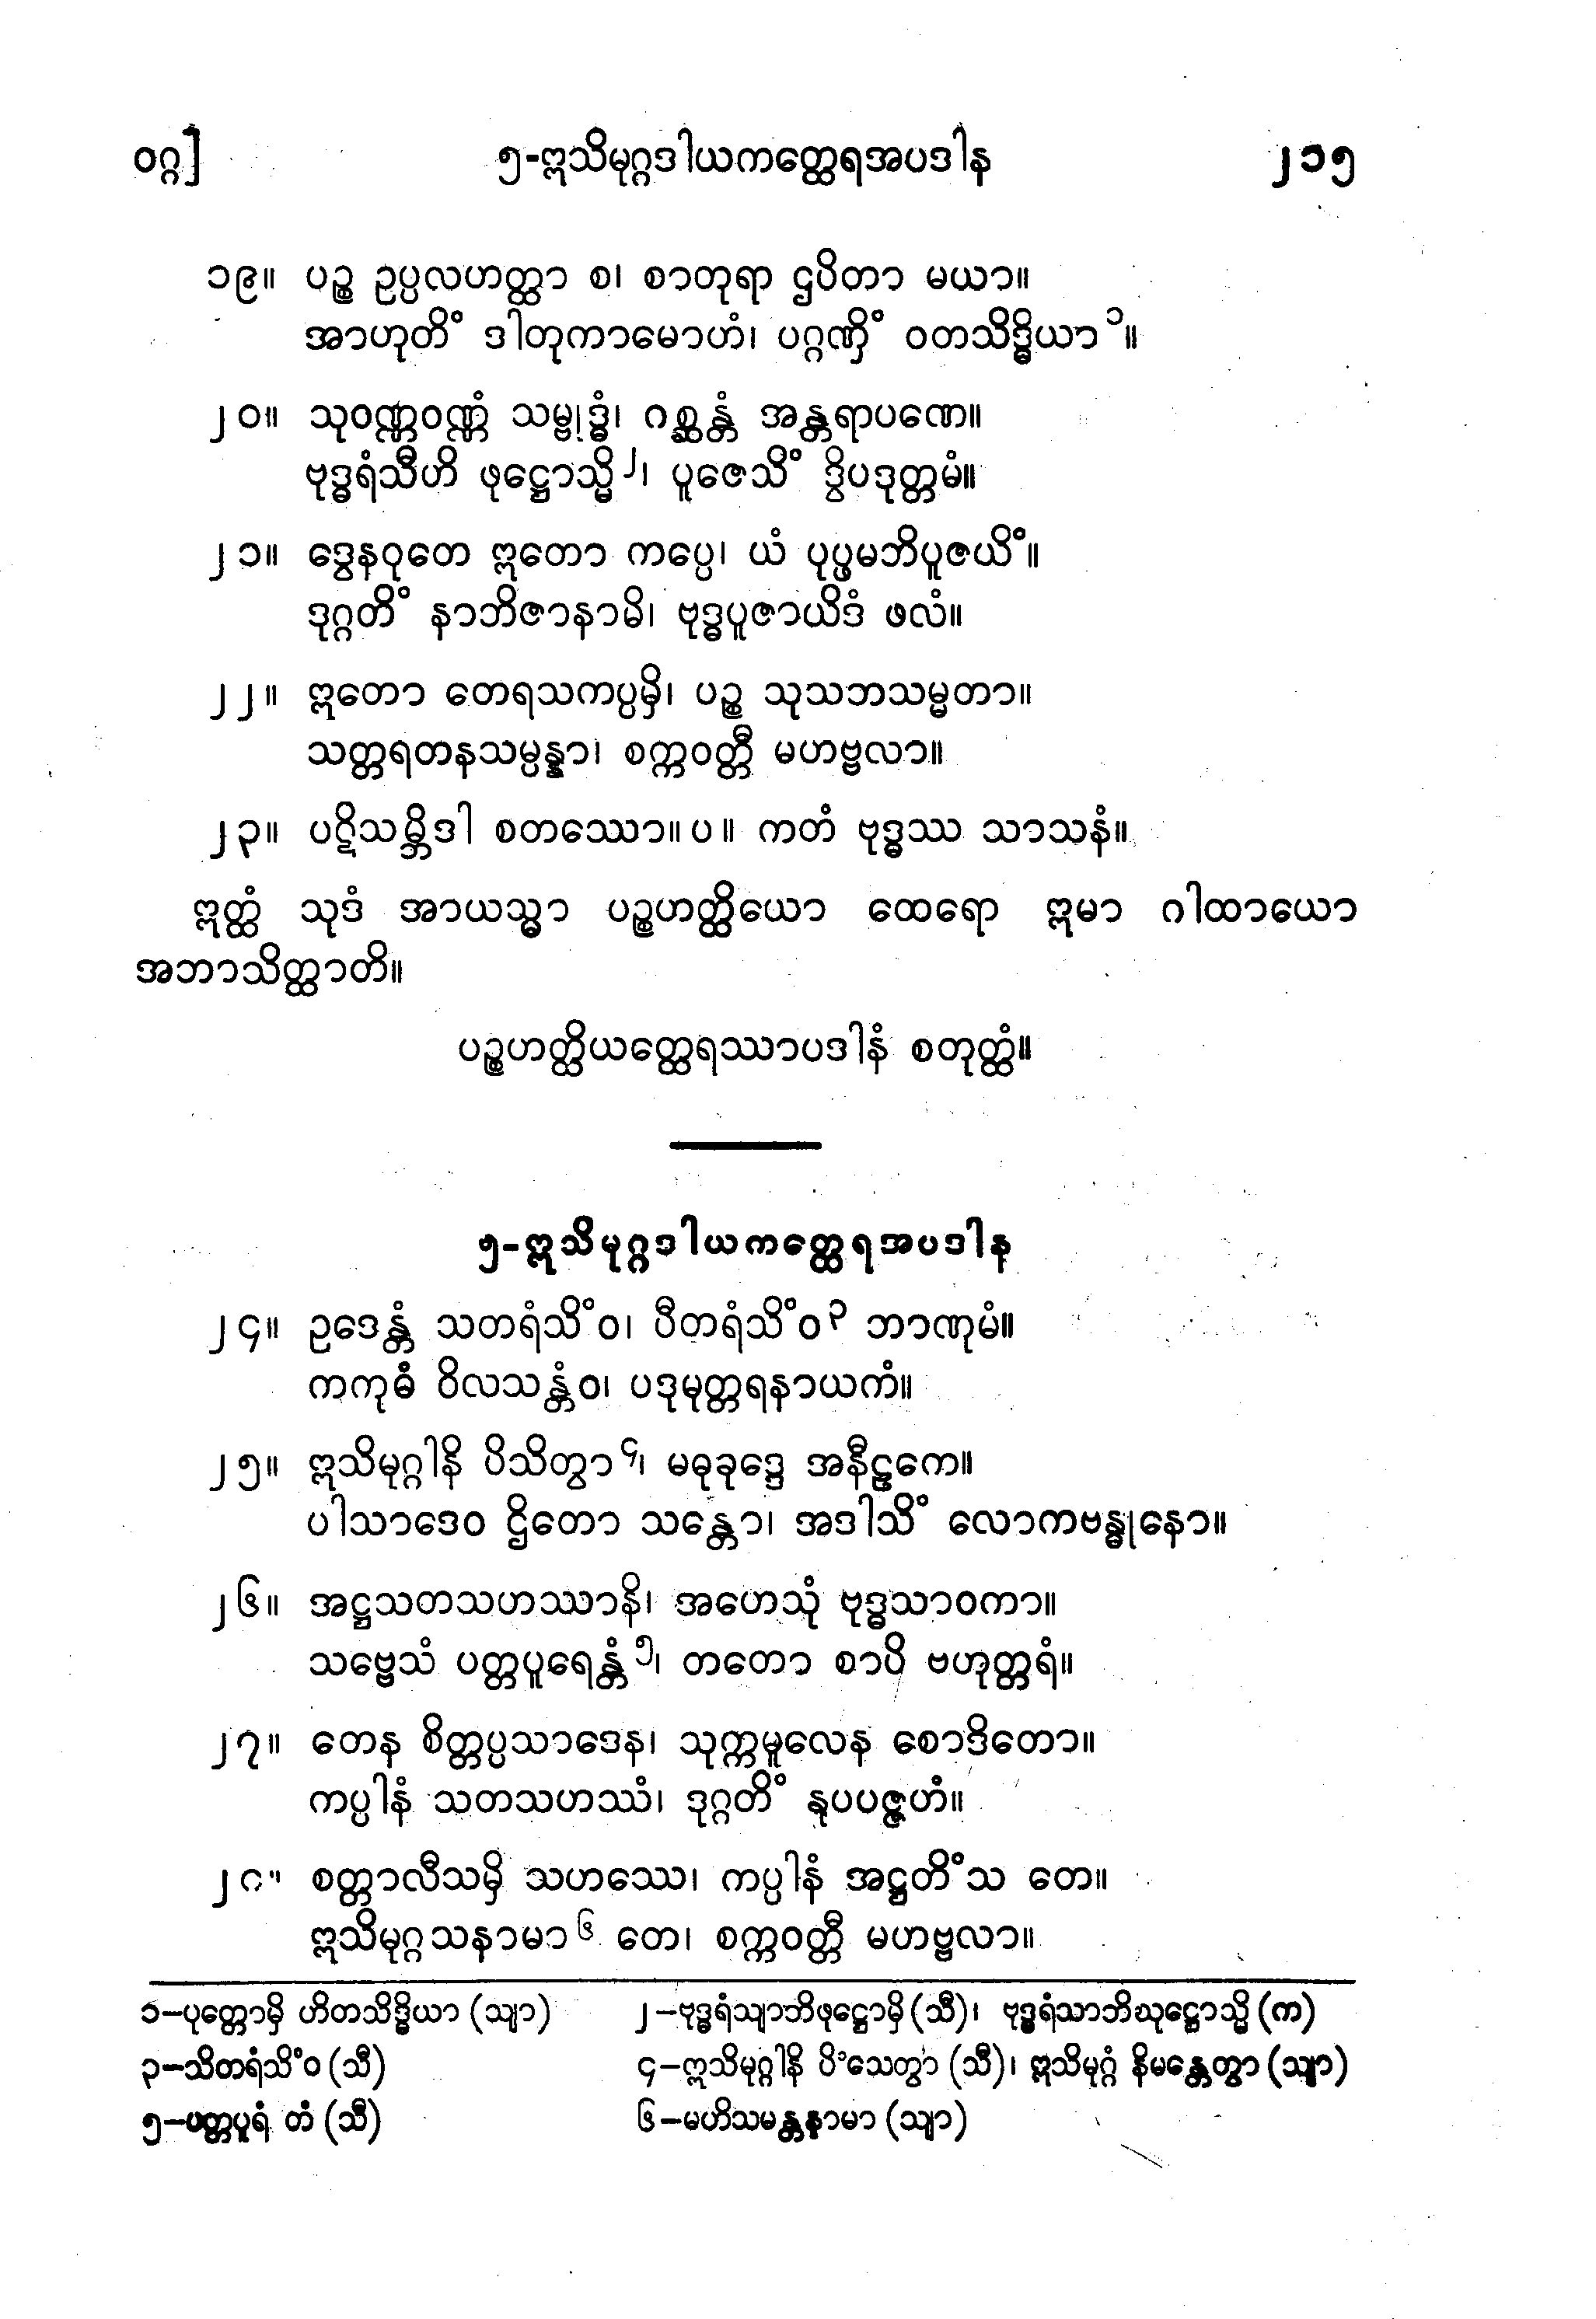 ဝဂ္ဂ] ၅-ဣသိမုဂ္ဂဒါယကတ္ထေရအပဒါန ၂၁၅
၁၉။ ပဉ္စ ဥပ္ပလဟတ္ထာ စ၊ စာတုရာ ဌပိတာ မယာ။
အာဟုတိံ ဒါတုကာမောဟံ၊ ပဂ္ဂဏှိံ ဝတသိဒ္ဓိယာ ၁။
၂၀။ သုဝဏ္ဏဝဏ္ဏံ သမ္ဗုဒ္ဓံ၊ ဂစ္ဆန္တံ အန္တရာပဏေ။
ဗုဒ္ဓရံသီဟိ ဖုဋ္ဌောသ္မိ ၂၊ ပူဇေသိံ ဒွိပဒုတ္တမံ။
၂၁။ ဒွေနဝုတေ ဣတော ကပ္ပေ၊ ယံ ပုပ္ဖမဘိပူဇယိံ။
ဒုဂ္ဂတိံ နာဘိဇာနာမိ၊ ဗုဒ္ဓပူဇာယိဒံ ဖလံ။
၂၂။ ဣတော တေရသကပ္ပမှိ၊ ပဉ္စ သုသဘသမ္မတာ။
သတ္တရတနသမ္ပန္နာ၊ စက္ကဝတ္တီ မဟဗ္ဗလာ။
၂၃။ ပဋိသမ္ဘိဒါ စတဿော။ ပ ။ ကတံ ဗုဒ္ဓဿ သာသနံ။
ဣတ္ထံ သုဒံ အာယသ္မာ ပဉ္စဟတ္ထိယော ထေရော ဣမာ ဂါထာယော
အဘာသိတ္ထာတိ။
ပဉ္စဟတ္ထိယတ္ထေရဿာပဒါနံ စတုတ္ထံ။
၅-ဣသိမုဂ္ဂဒါယကတ္ထေရအပဒါန
၂၄။ ဥဒေန္တံ သတရံသိံဝ၊ ပီတရံသိံဝ ၃ ဘာဏုမံ။
ကကုဓံ ဝိလသန္တံဝ၊ ပဒုမုတ္တရနာယကံ။
၂၅။ ဣသိမုဂ္ဂါနိ ပိသိတွာ ၄၊ မဓုခုဒ္ဒေ အနီဠကေ။
ပါသာဒေဝ ဌိတော သန္တော၊ အဒါသိံ လောကဗန္ဓုနော။
၂၆။ အဋ္ဌသတသဟဿာနိ၊ အဟေသုံ ဗုဒ္ဓသာဝကာ။
သဗ္ဗေသံ ပတ္တပူရေန္တံ ၅၊ တတော စာပိ ဗဟုတ္တရံ။
၂၇။ တေန စိတ္တပ္ပသာဒေန၊ သုက္ကမူလေန စောဒိတော။
ကပ္ပါနံ သတသဟဿံ၊ ဒုဂ္ဂတိံ နုပပဇ္ဇဟံ။
၂၈။ စတ္တာလီသမှိ သဟဿေ၊ ကပ္ပါနံ အဋ္ဌတိံသ တေ။
ဣသိမုဂ္ဂသနာမာ ၆ တေ၊ စက္ကဝတ္တီ မဟဗ္ဗလာ။
၁–ပုတ္တောမှိ ဟိတသိဒ္ဓိယာ (သျာ) ၂–ဗုဒ္ဓရံသျာဘိဖုဋ္ဌောမှိ (သီ)၊ ဗုဒ္ဓရံသာဘိဃုဋ္ဌောသ္မိ (က)
၃–သိတရံသိံဝ (သီ) ၄–ဣသိမုဂ္ဂါနိ ပိံသေတွာ (သီ)၊ ဣသိမုဂ္ဂံ နိမန္တေတွာ (သျာ)
၅–ပတ္တပူရံ တံ (သီ) ၆–မဟိသမန္တနာမာ (သျာ)